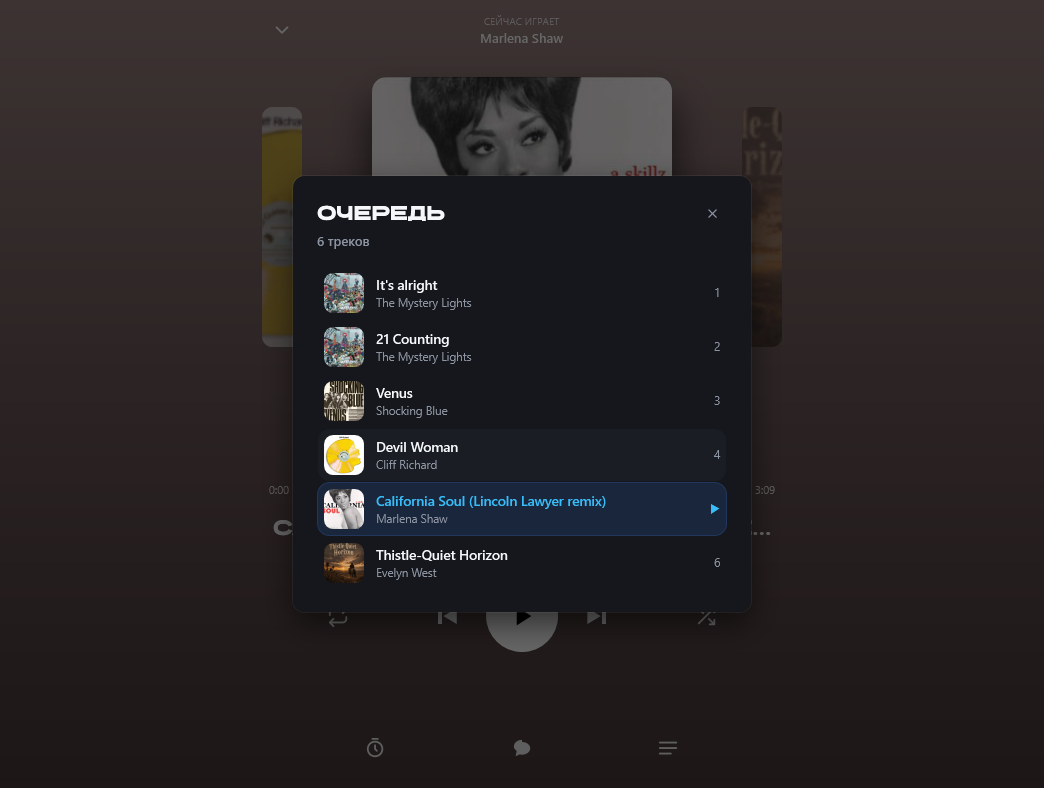 СЕЙЧАС ИГРАЕТ
Marlena Shaw
a skillz
ОЧЕРЕДЬ
6 треков
It's alright
The Mystery Lights
1
21 Counting
The Mystery Lights
2
Venus
Shocking Blue
3
Devil Woman
Cliff Richard
4
0:00
California Soul (Lincoln Lawyer remix)
Marlena Shaw
3:09
Thistle-Quiet Horizon
Evelyn West
6